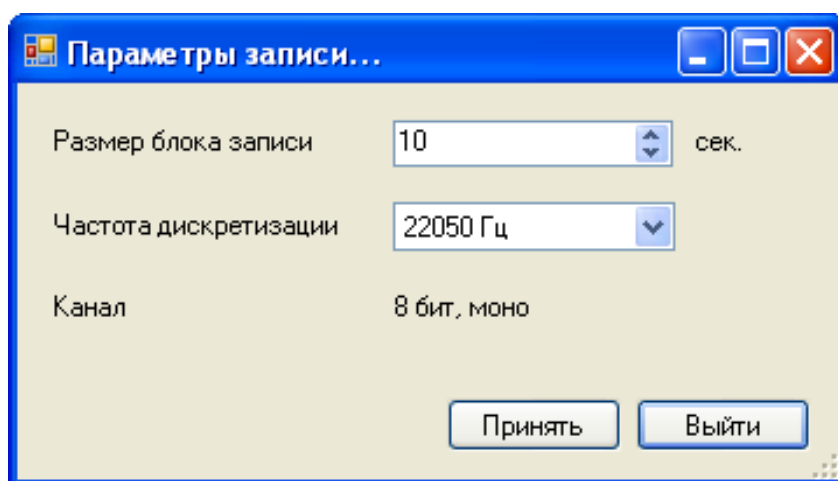 Параметры записи...
Размер блока записи 10 сек.
Частота дискретизации 22050 Гц
Канал 8 бит, моно
Принять Выйти